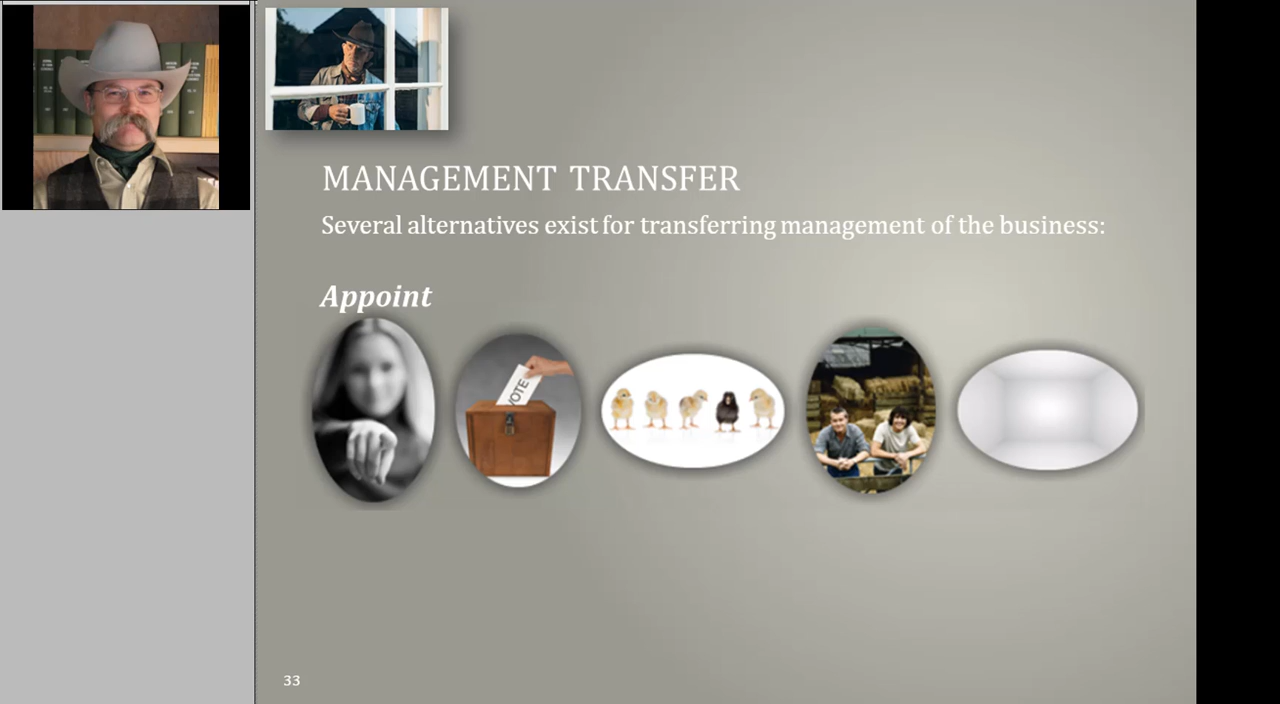 MANAGEMENT TRANSFER
Several alternatives exist for transferring management of the business:
Appoint
VOTE
33